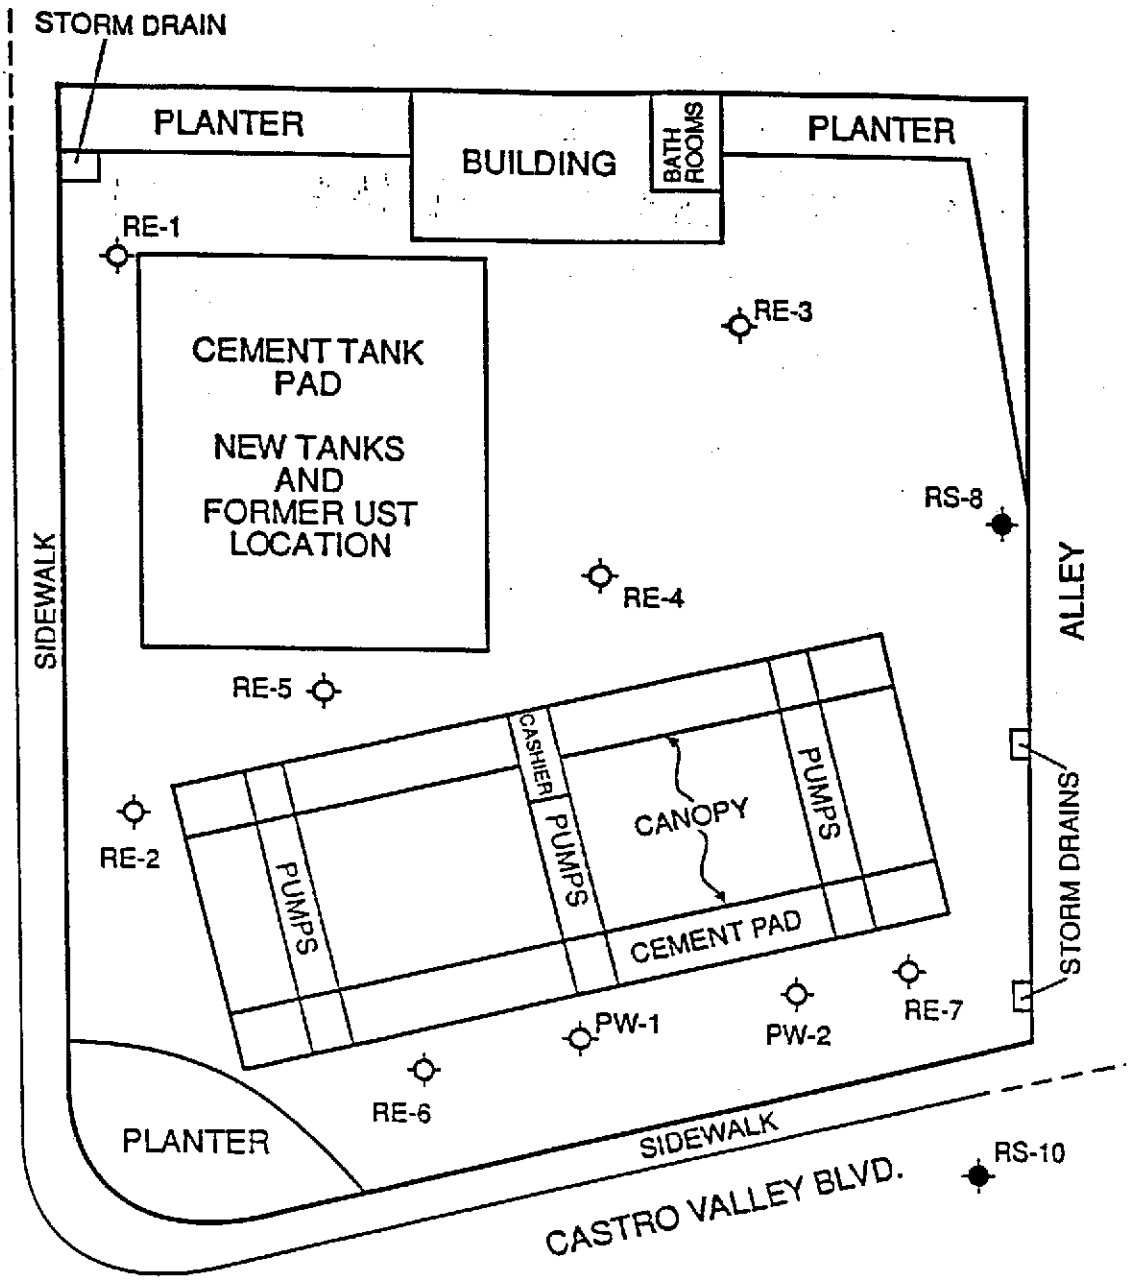 STORM DRAIN
PLANTER
BUILDING
BATH
ROOMS
PLANTER
RE-1
RE-3
CEMENT TANK
PAD
NEW TANKS
AND
FORMER UST
LOCATION
RS-8
SIDEWALK
ALLEY
RE-4
RE-5
CASHIER
PUMPS
CANOPY
PUMPS
RE-2
PUMPS
STORM DRAINS
CEMENT PAD
RE-7
PW-1
PW-2
RE-6
PLANTER
SIDEWALK
RS-10
CASTRO VALLEY BLVD.